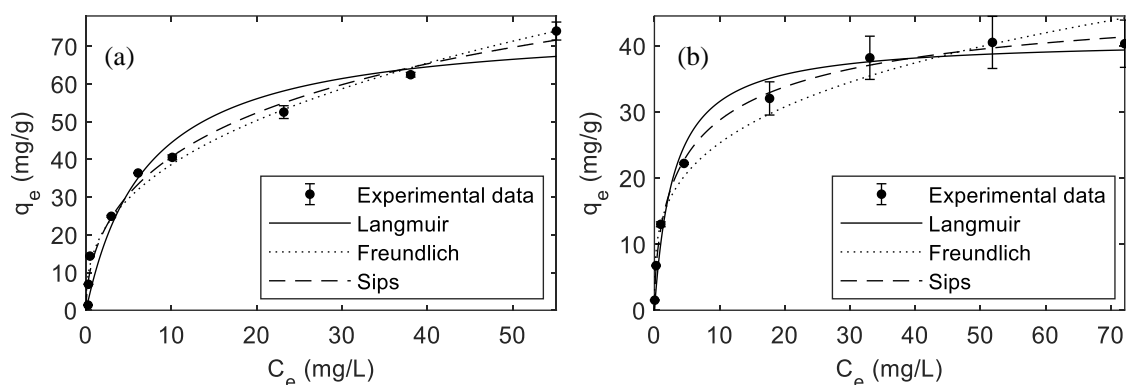 (a)
q_e (mg/g)
70
60
50
40
30
20
10
0
Experimental data
Langmuir
Freundlich
Sips
0 10 20 30 40 50
C_e (mg/L)
(b)
q_e (mg/g)
40
30
20
10
0
Experimental data
Langmuir
Freundlich
Sips
0 10 20 30 40 50 60 70
C_e (mg/L)